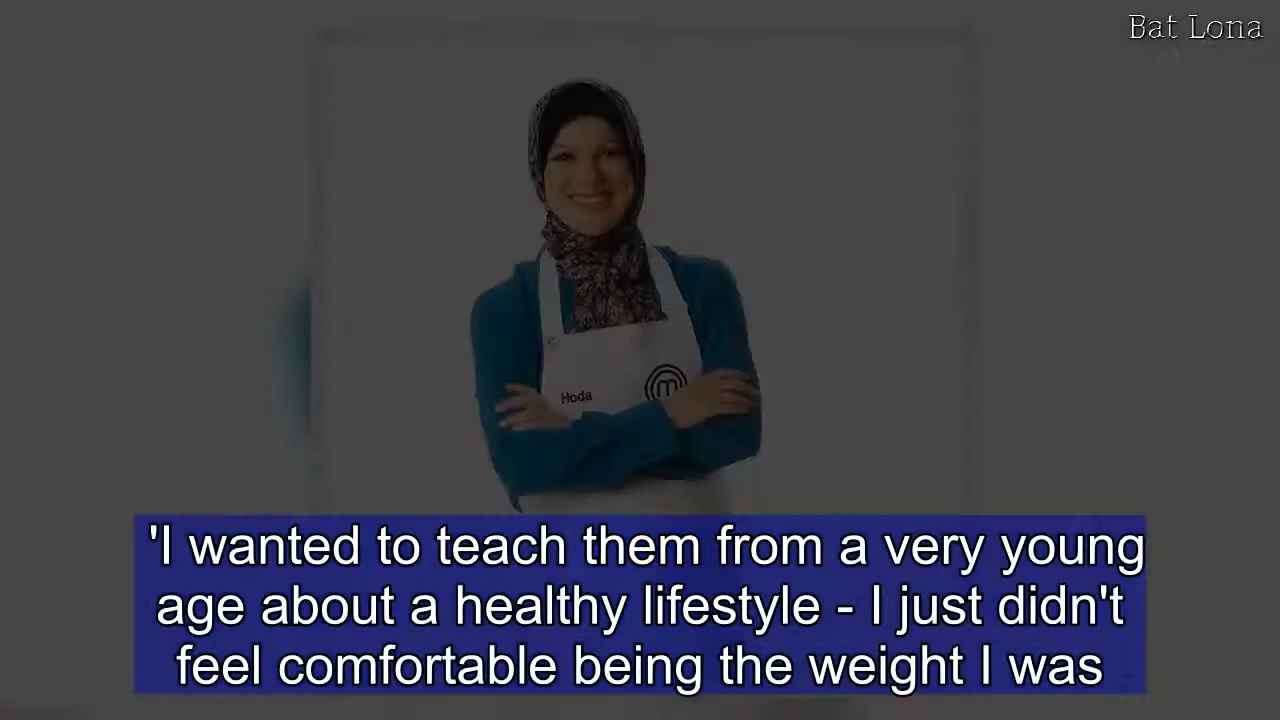 Bat Lona
Hoda
m
'I wanted to teach them from a very young
age about a healthy lifestyle - I just didn't
feel comfortable being the weight I was